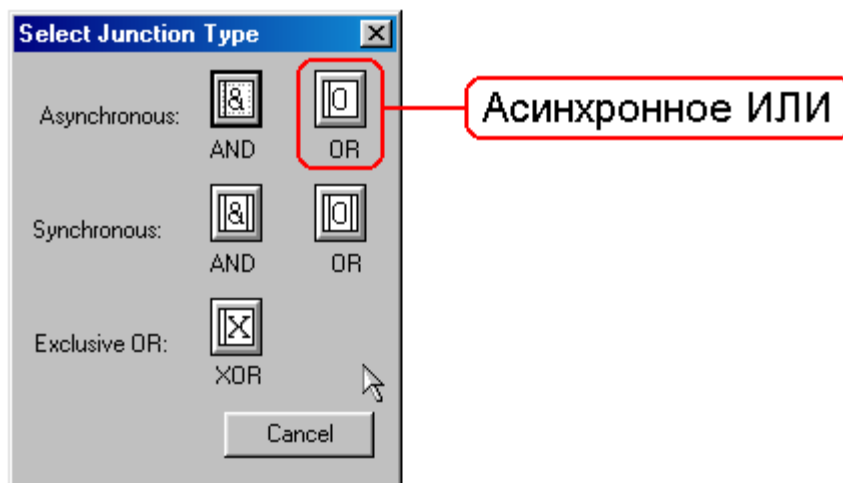 Select Junction Type
Asynchronous:
&
O
Асинхронное ИЛИ
AND
OR
Synchronous:
&
O
AND
OR
Exclusive OR:
X
XOR
Cancel